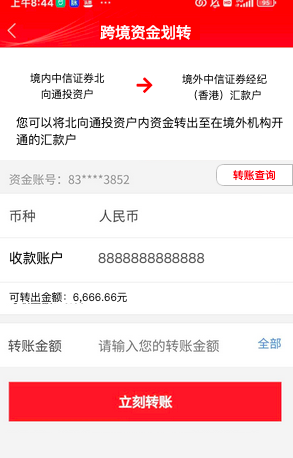 上午8:44
跨境资金划转
境内中信证券北
向通投资户
境外中信证券经纪
（香港）汇款户
您可以将北向通投资户内资金转出至在境外机构开
通的汇款户
资金账号：83****3852
转账查询
币种 人民币
收款账户 8888888888888
可转出金额：6,666.66元
转账金额 请输入您的转账金额 全部
立刻转账